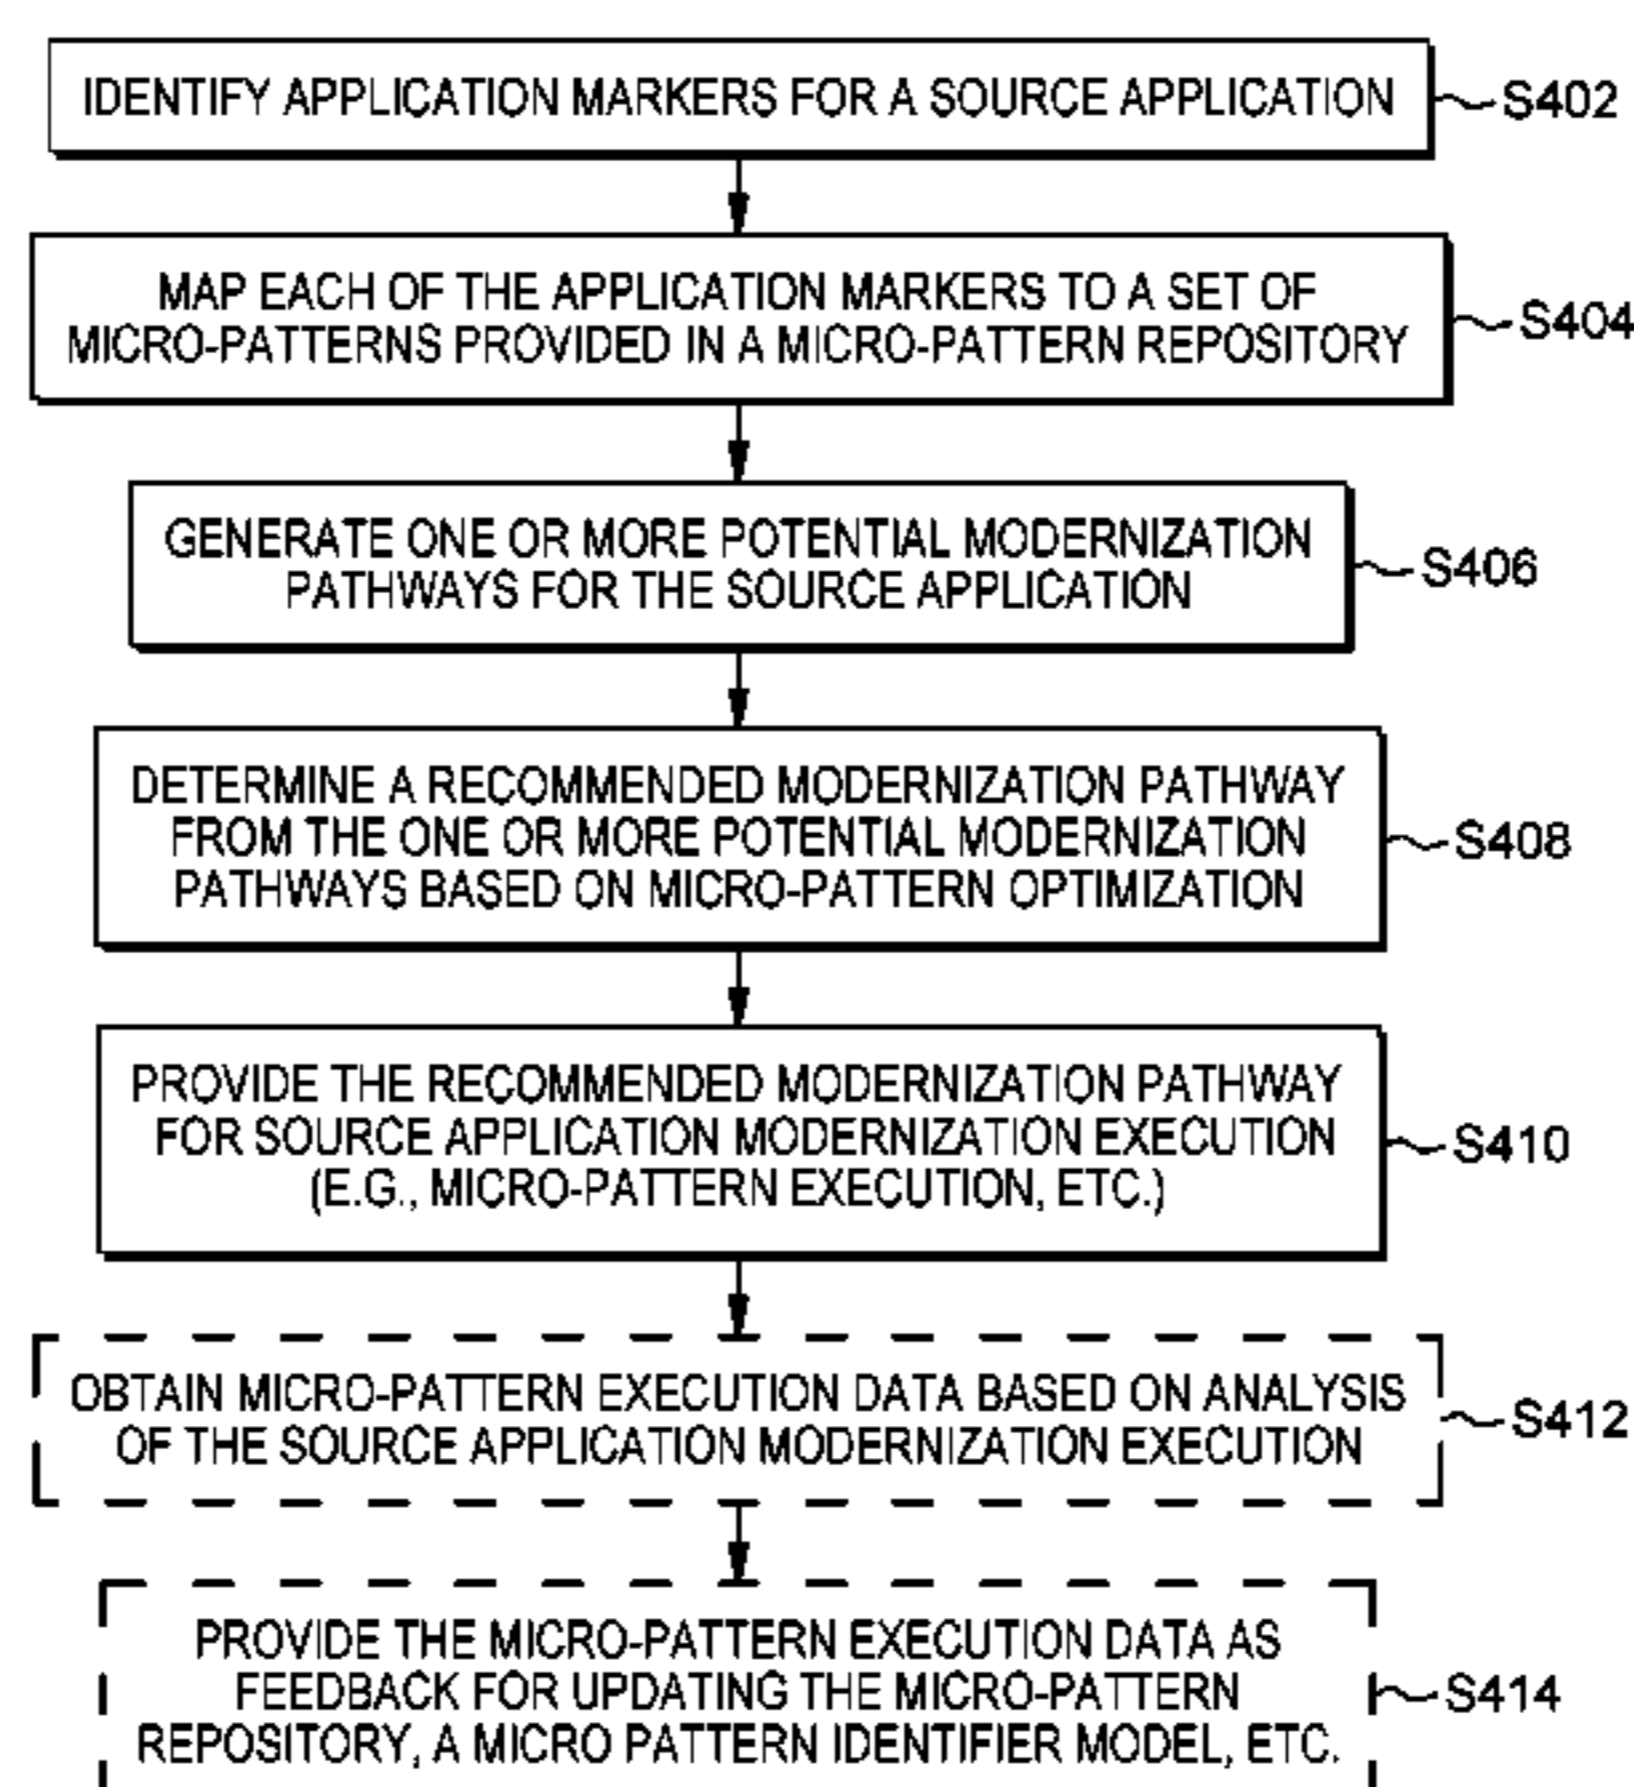 IDENTIFY APPLICATION MARKERS FOR A SOURCE APPLICATION
S402
MAP EACH OF THE APPLICATION MARKERS TO A SET OF
MICRO-PATTERNS PROVIDED IN A MICRO-PATTERN REPOSITORY
S404
GENERATE ONE OR MORE POTENTIAL MODERNIZATION
PATHWAYS FOR THE SOURCE APPLICATION
S406
DETERMINE A RECOMMENDED MODERNIZATION PATHWAY
FROM THE ONE OR MORE POTENTIAL MODERNIZATION
PATHWAYS BASED ON MICRO-PATTERN OPTIMIZATION
S408
PROVIDE THE RECOMMENDED MODERNIZATION PATHWAY
FOR SOURCE APPLICATION MODERNIZATION EXECUTION
(E.G., MICRO-PATTERN EXECUTION, ETC.)
S410
OBTAIN MICRO-PATTERN EXECUTION DATA BASED ON ANALYSIS
OF THE SOURCE APPLICATION MODERNIZATION EXECUTION
S412
PROVIDE THE MICRO-PATTERN EXECUTION DATA AS
FEEDBACK FOR UPDATING THE MICRO-PATTERN
REPOSITORY, A MICRO PATTERN IDENTIFIER MODEL, ETC.
S414